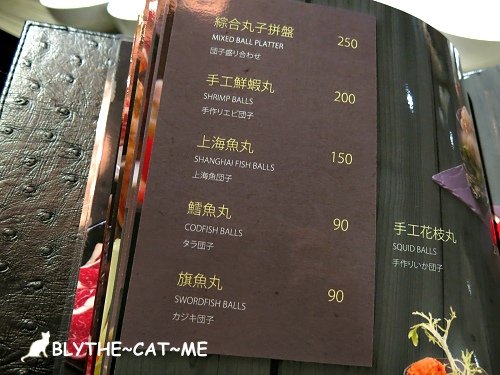 綜合丸子拼盤 250
MIXED BALL PLATTER
団子盛り合わせ
手工鮮蝦丸 200
SHRIMP BALLS
手作りエビ団子
上海魚丸 150
SHANGHAI FISH BALLS
上海魚団子
鱈魚丸 90
CODFISH BALLS
タラ団子
旗魚丸 90
SWORDFISH BALLS
カジキ団子
手工花枝丸
SQUID BALLS
手作りいか団子
BLYTHE~CAT~ME